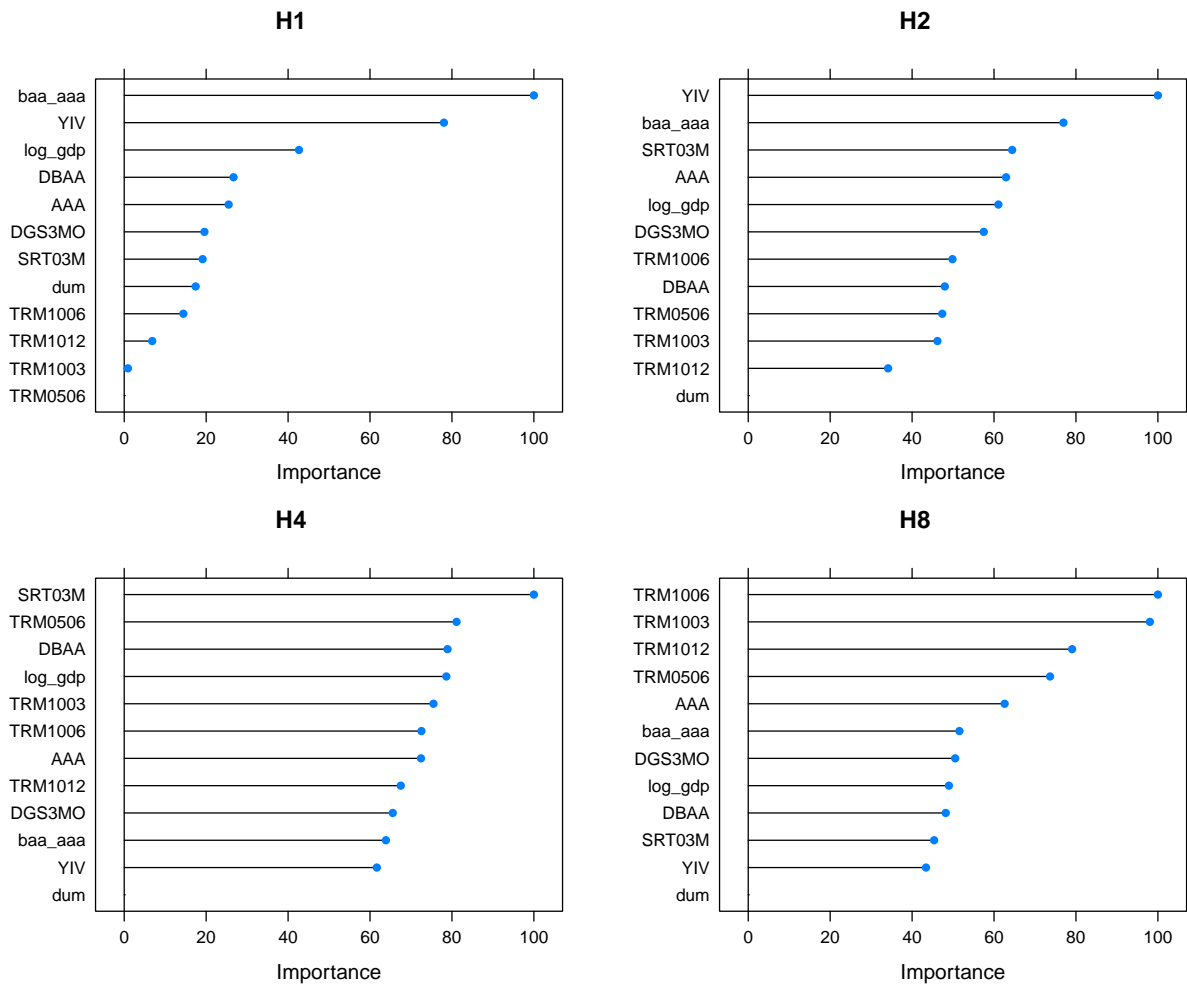 H1
baa_aaa
YIV
log_gdp
DBAA
AAA
DGS3MO
SRT03M
dum
TRM1006
TRM1012
TRM1003
TRM0506
0 20 40 60 80 100
Importance
H2
YIV
baa_aaa
SRT03M
AAA
log_gdp
DGS3MO
TRM1006
DBAA
TRM0506
TRM1003
TRM1012
dum
0 20 40 60 80 100
Importance
H4
SRT03M
TRM0506
DBAA
log_gdp
TRM1003
TRM1006
AAA
TRM1012
DGS3MO
baa_aaa
YIV
dum
0 20 40 60 80 100
Importance
H8
TRM1006
TRM1003
TRM1012
TRM0506
AAA
baa_aaa
DGS3MO
log_gdp
DBAA
SRT03M
YIV
dum
0 20 40 60 80 100
Importance